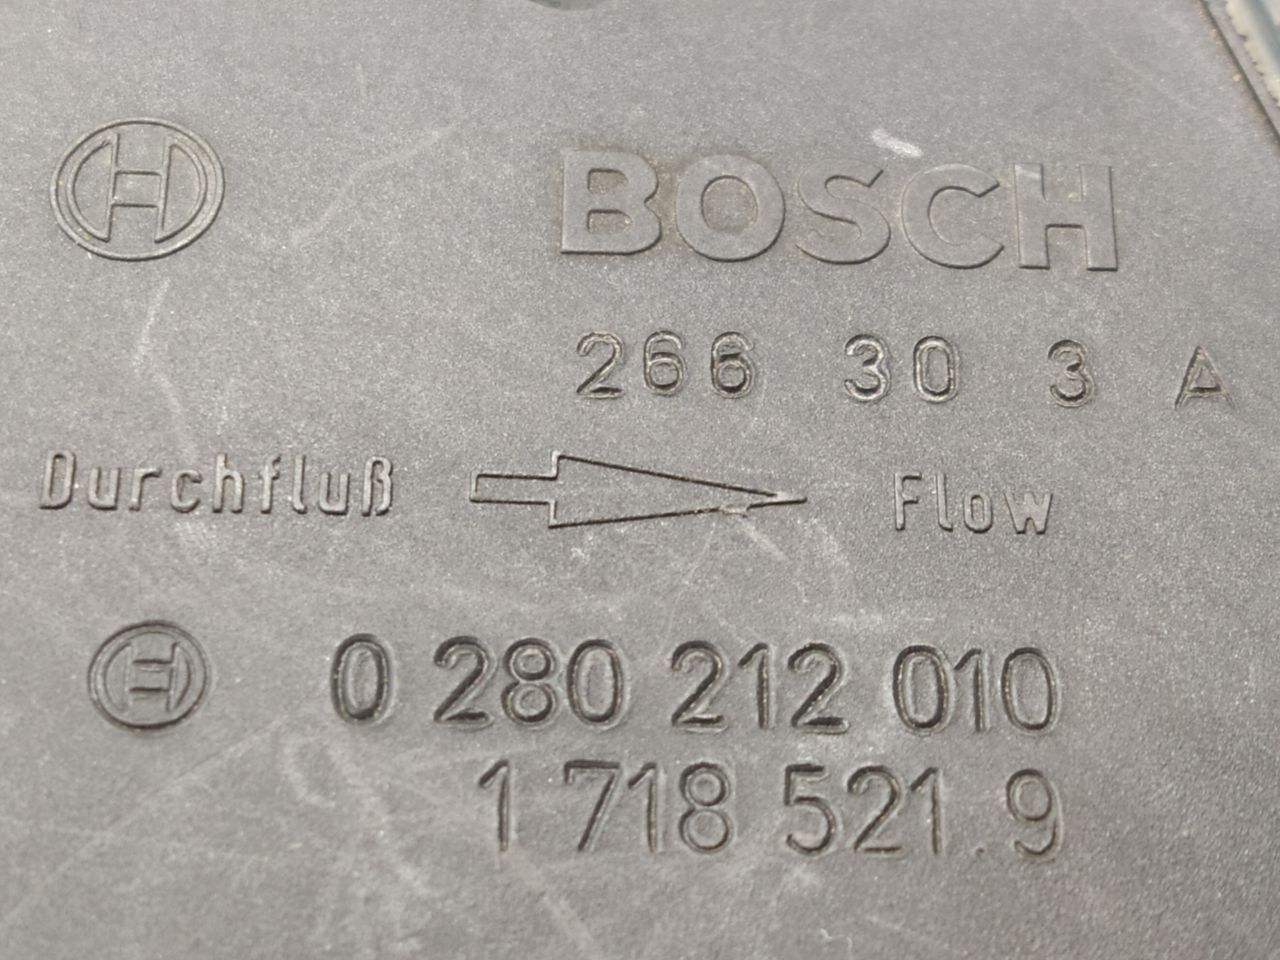 BOSCH
266 30 3 A
Durchfluß Flow
0 280 212 010
1 718 521.9